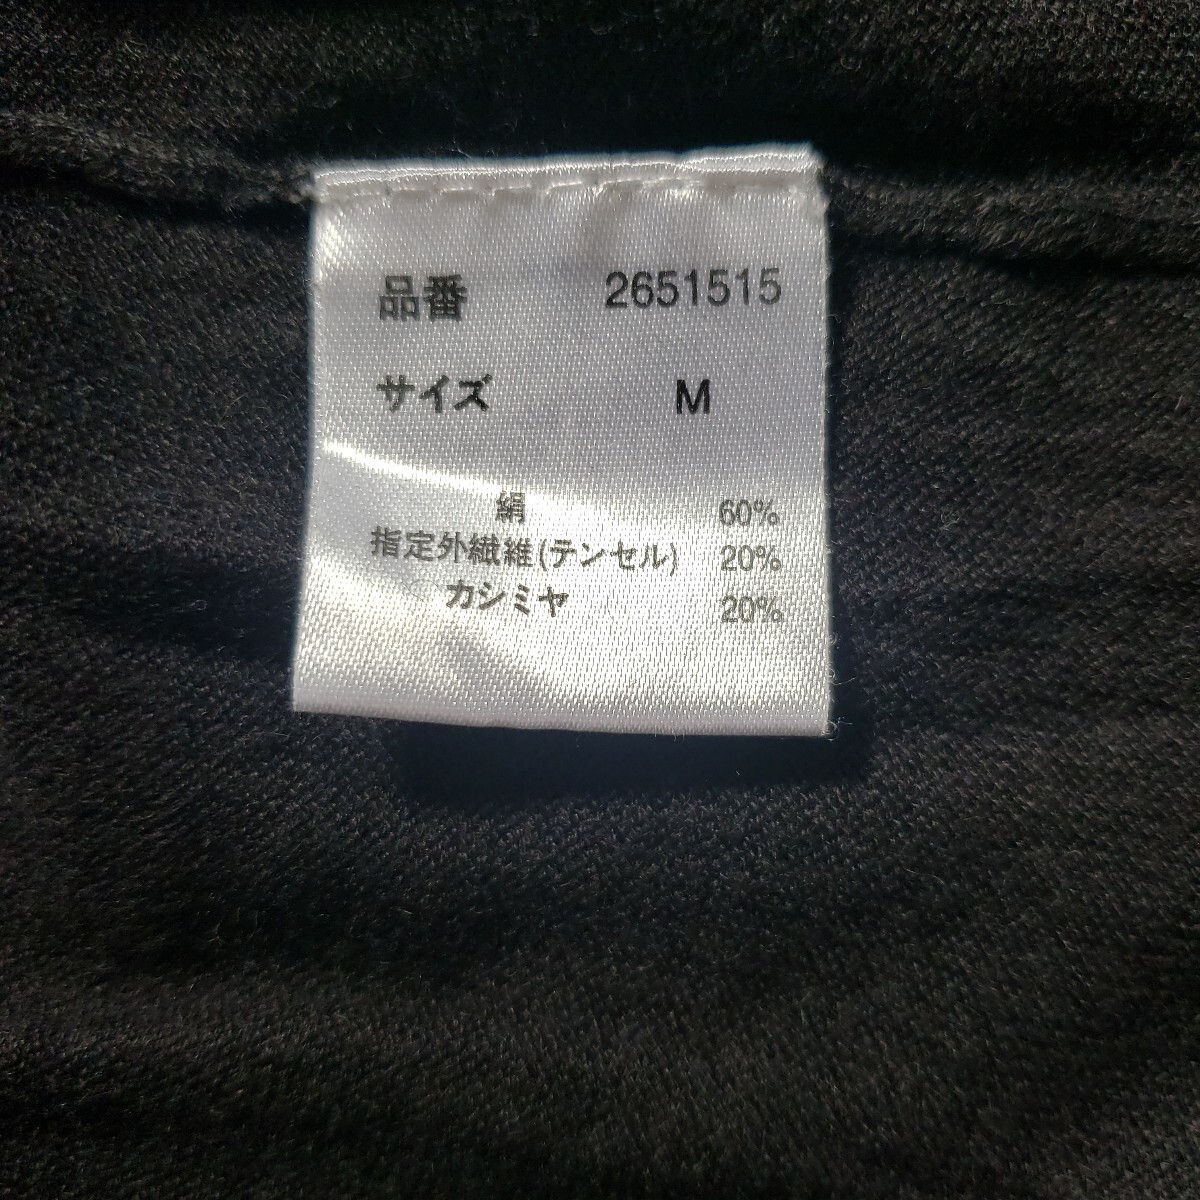 品番 2651515
サイズ M
絹 60%
指定外繊維(テンセル) 20%
カシミヤ 20%